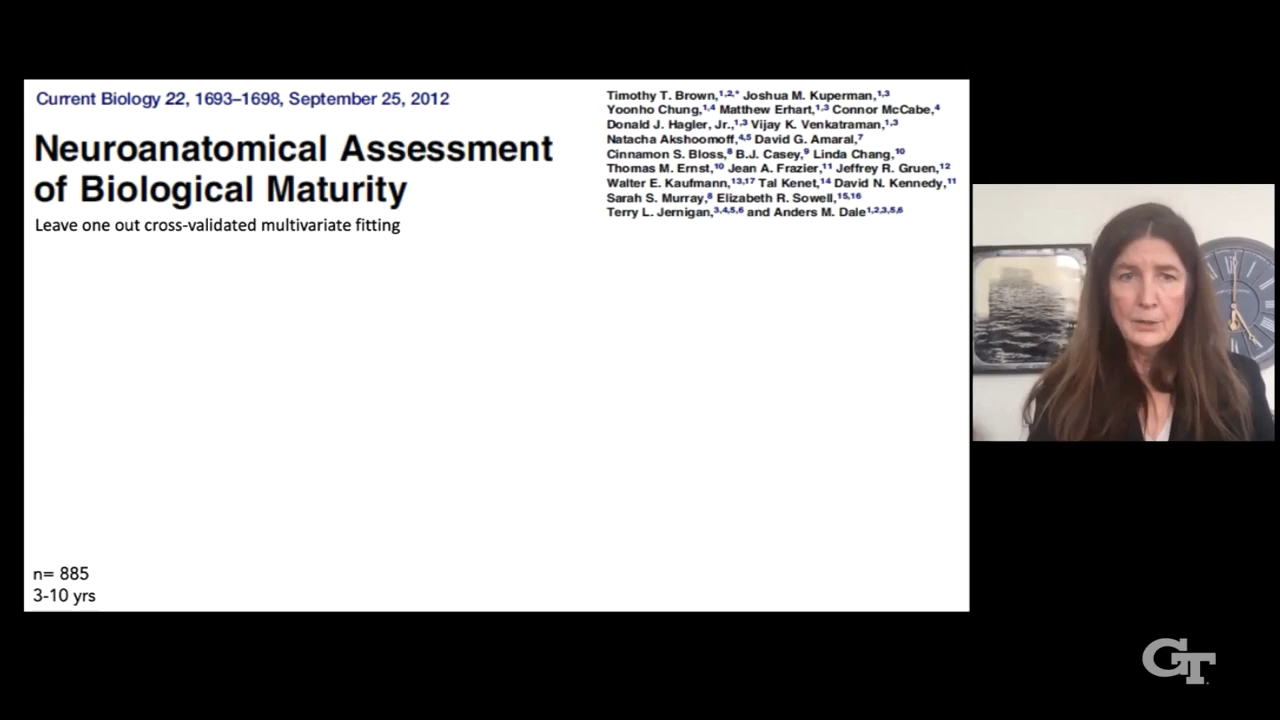 Current Biology 22, 1693–1698, September 25, 2012
Neuroanatomical Assessment
of Biological Maturity
Leave one out cross-validated multivariate fitting
Timothy T. Brown,1,2,* Joshua M. Kuperman,1,3
Yoonho Chung,1,4 Matthew Erhart,1,3 Connor McCabe,4
Donald J. Hagler, Jr.,1,3 Vijay K. Venkatraman,1,3
Natacha Akshoomoff,4,5 David G. Amaral,7
Cinnamon S. Bloss,8 B.J. Casey,9 Linda Chang,10
Thomas M. Ernst,10 Jean A. Frazier,11 Jeffrey R. Gruen,12
Walter E. Kaufmann,13,17 Tal Kenet,14 David N. Kennedy,11
Sarah S. Murray,8 Elizabeth R. Sowell,15,16
Terry L. Jernigan,3,4,5,6 and Anders M. Dale1,2,3,5,6
n= 885
3-10 yrs
GT